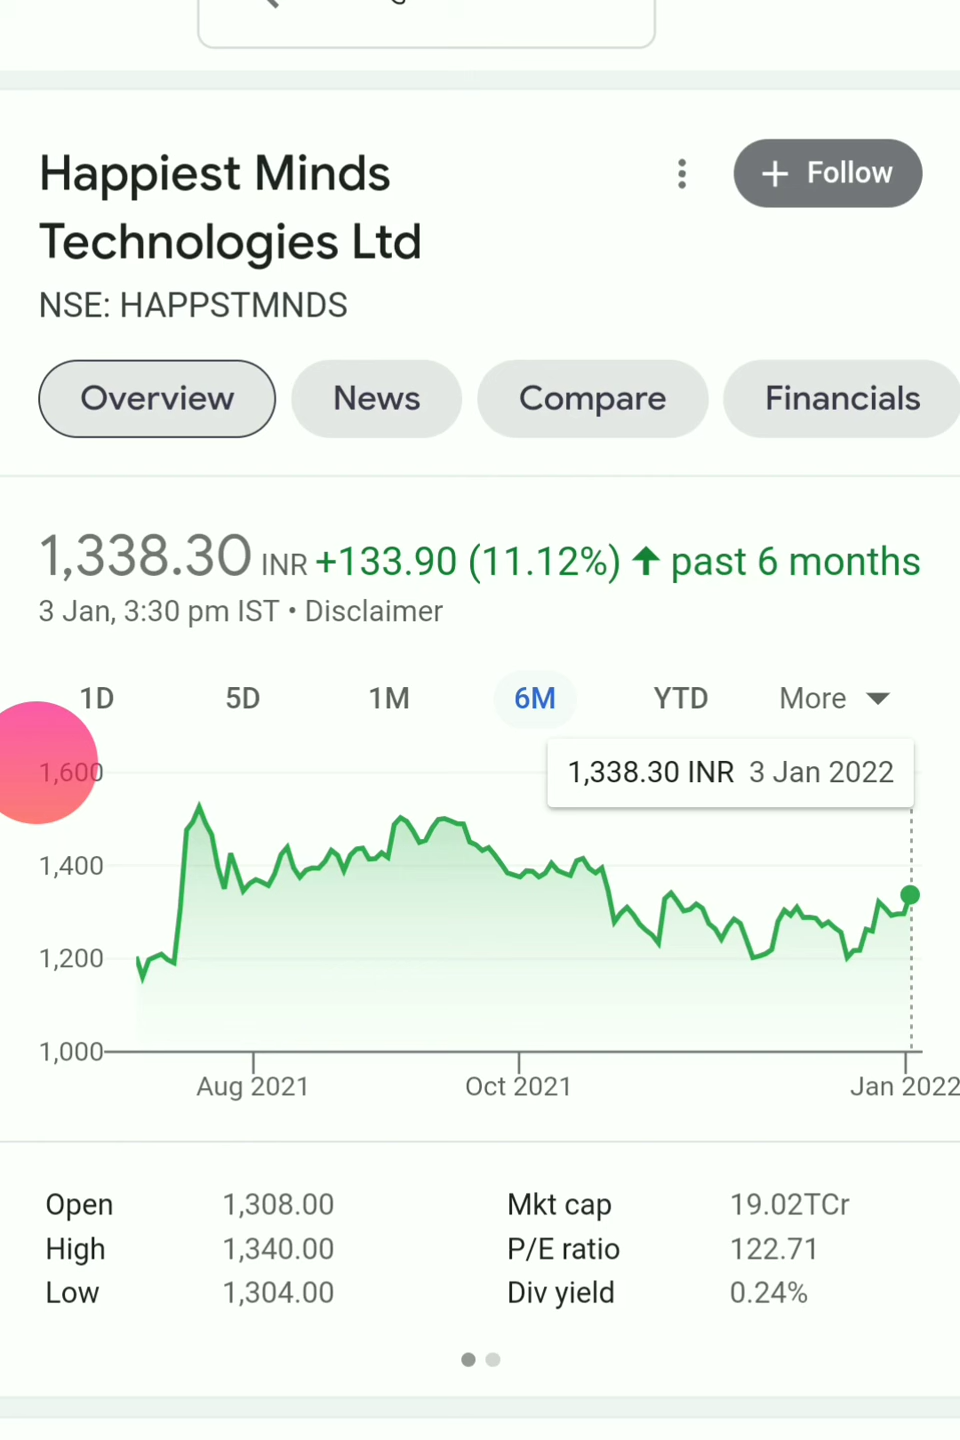 Happiest Minds
Technologies Ltd
+ Follow
NSE: HAPPSTMNDS
Overview News Compare Financials
1,338.30 INR +133.90 (11.12%) ↑ past 6 months
3 Jan, 3:30 pm IST • Disclaimer
1D 5D 1M 6M YTD More
1,600
1,338.30 INR 3 Jan 2022
1,400
1,200
1,000
Aug 2021 Oct 2021 Jan 2022
Open 1,308.00 Mkt cap 19.02TCr
High 1,340.00 P/E ratio 122.71
Low 1,304.00 Div yield 0.24%